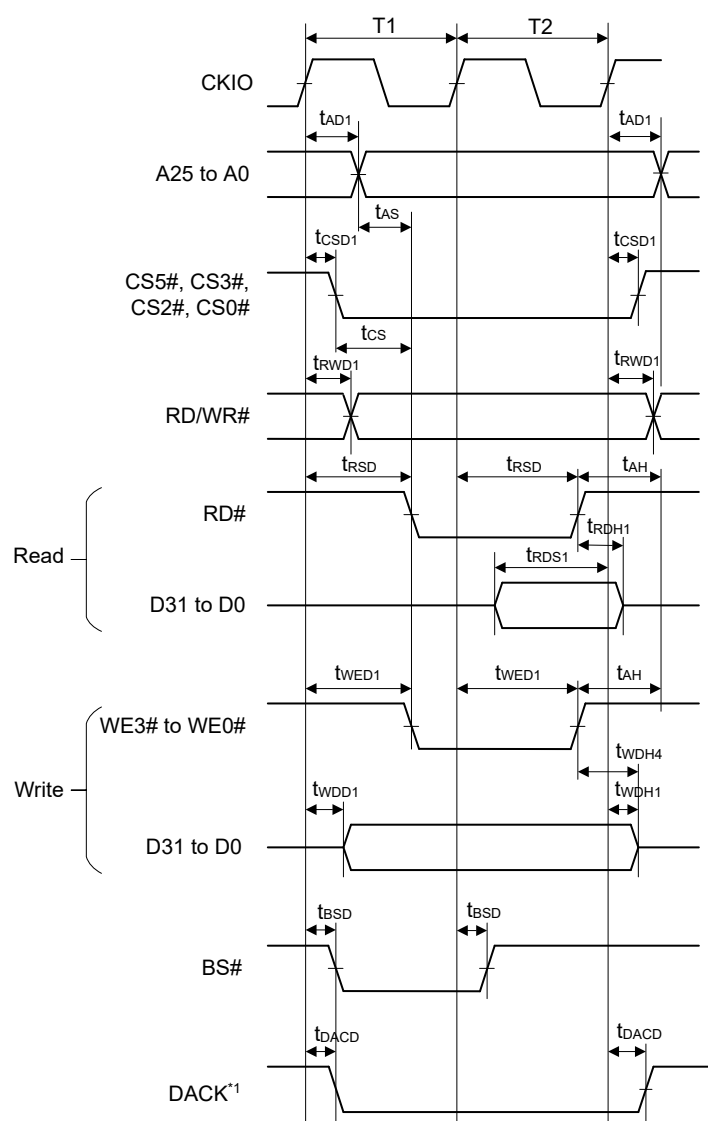 T1 T2
CKIO
tAD1 tAD1
A25 to A0
tAS
tCSD1 tCSD1
CS5#, CS3#,
CS2#, CS0#
tCS
tRWD1 tRWD1
RD/WR#
tRSD tRSD tAH
RD#
tRDH1
Read
tRDS1
D31 to D0
tWED1 tWED1 tAH
WE3# to WE0#
tWDH4
Write
tWDD1 tWDH1
D31 to D0
tBSD tBSD
BS#
tDACD tDACD
DACK*1